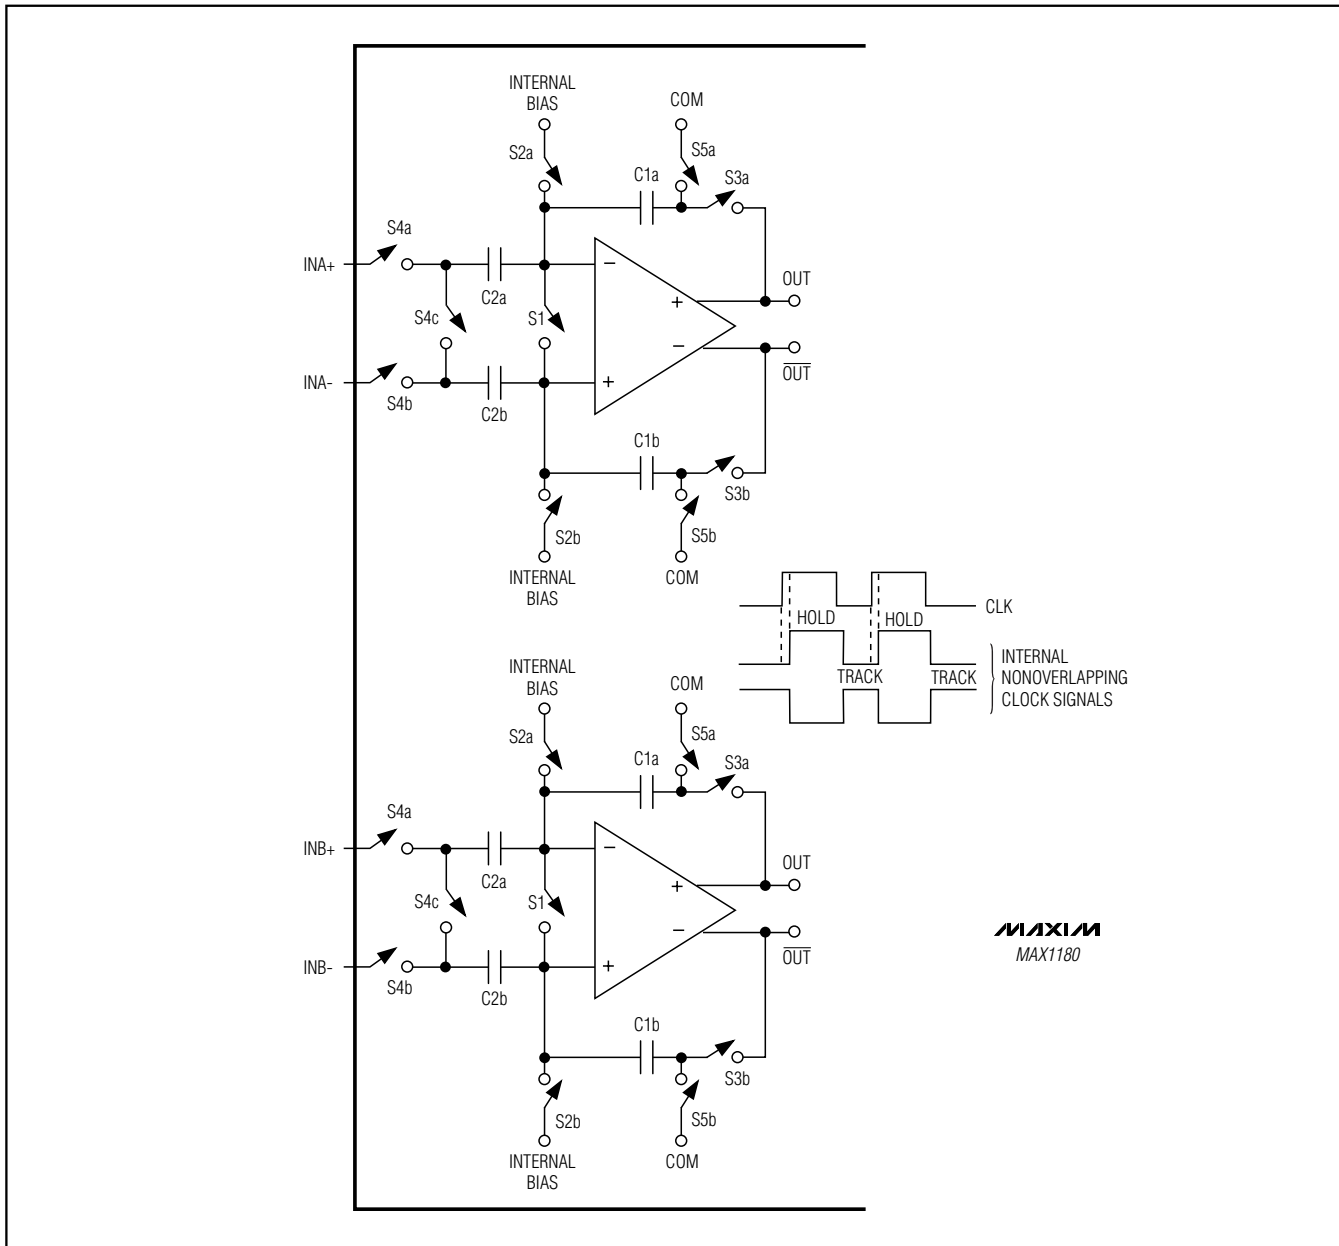 INTERNAL
BIAS
COM
S2a
S5a
C1a
S3a
S4a
INA+
C2a
−
+
OUT
S4c
S1
−
OUT
INA-
+
S4b
C2b
C1b
S3b
S2b
S5b
INTERNAL
BIAS
COM
CLK
HOLD
HOLD
TRACK
TRACK
INTERNAL
NONOVERLAPPING
CLOCK SIGNALS
INTERNAL
BIAS
COM
S2a
S5a
C1a
S3a
S4a
INB+
C2a
−
+
OUT
S4c
S1
−
OUT
INB-
+
S4b
C2b
C1b
S3b
S2b
S5b
INTERNAL
BIAS
COM
MAXIM
MAX1180